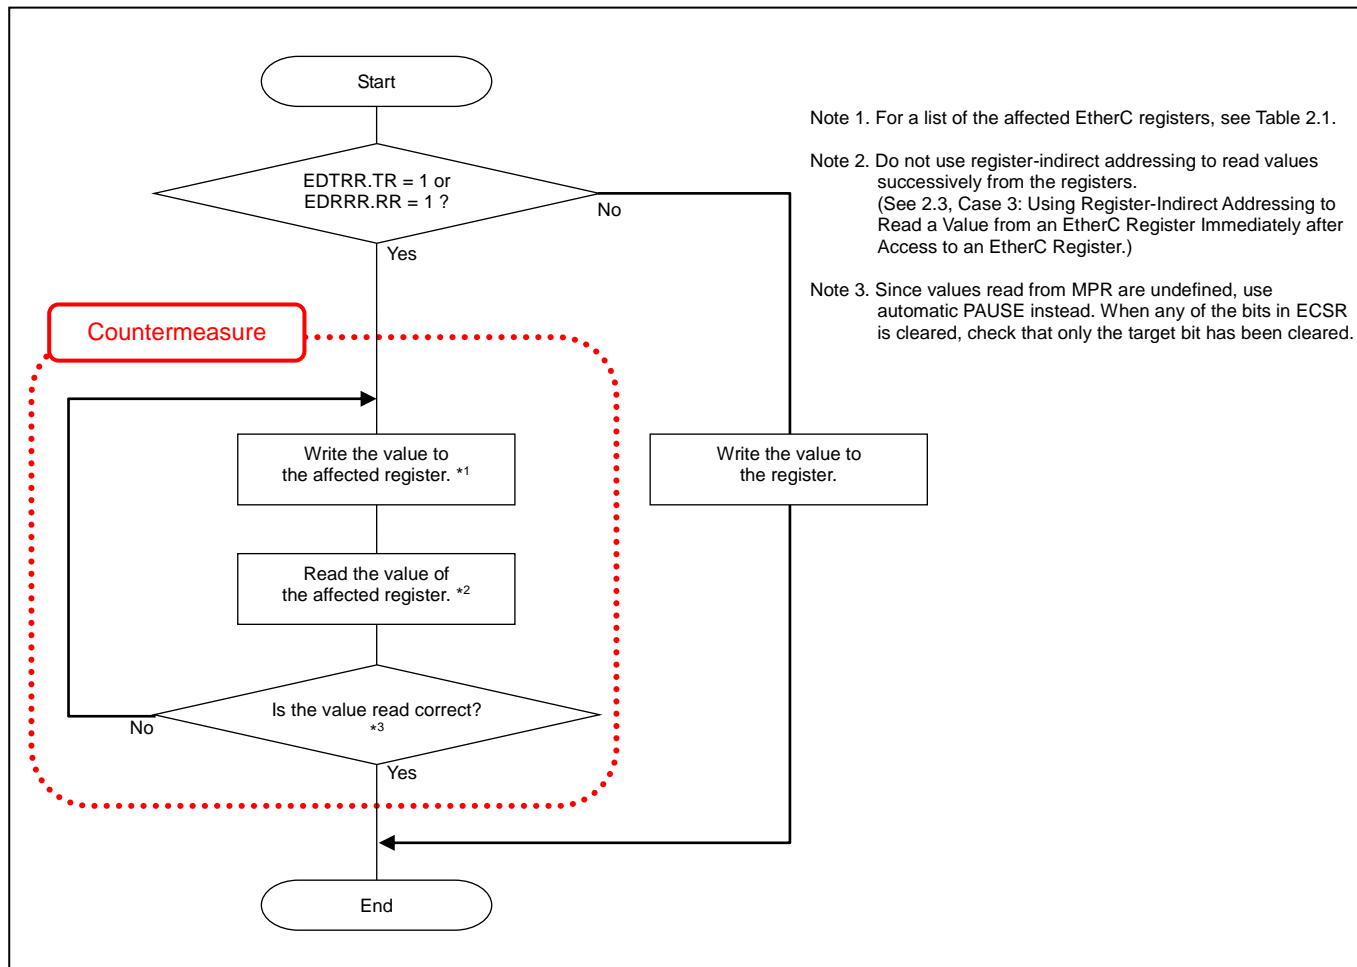 Start
EDTRR.TR = 1 or
EDRRR.RR = 1 ?
No
Yes
Countermeasure
Write the value to
the affected register. *1
Write the value to
the register.
Read the value of
the affected register. *2
Is the value read correct?
*3
No
Yes
End
Note 1. For a list of the affected EtherC registers, see Table 2.1.
Note 2. Do not use register-indirect addressing to read values
successively from the registers.
(See 2.3, Case 3: Using Register-Indirect Addressing to
Read a Value from an EtherC Register Immediately after
Access to an EtherC Register.)
Note 3. Since values read from MPR are undefined, use
automatic PAUSE instead. When any of the bits in ECSR
is cleared, check that only the target bit has been cleared.